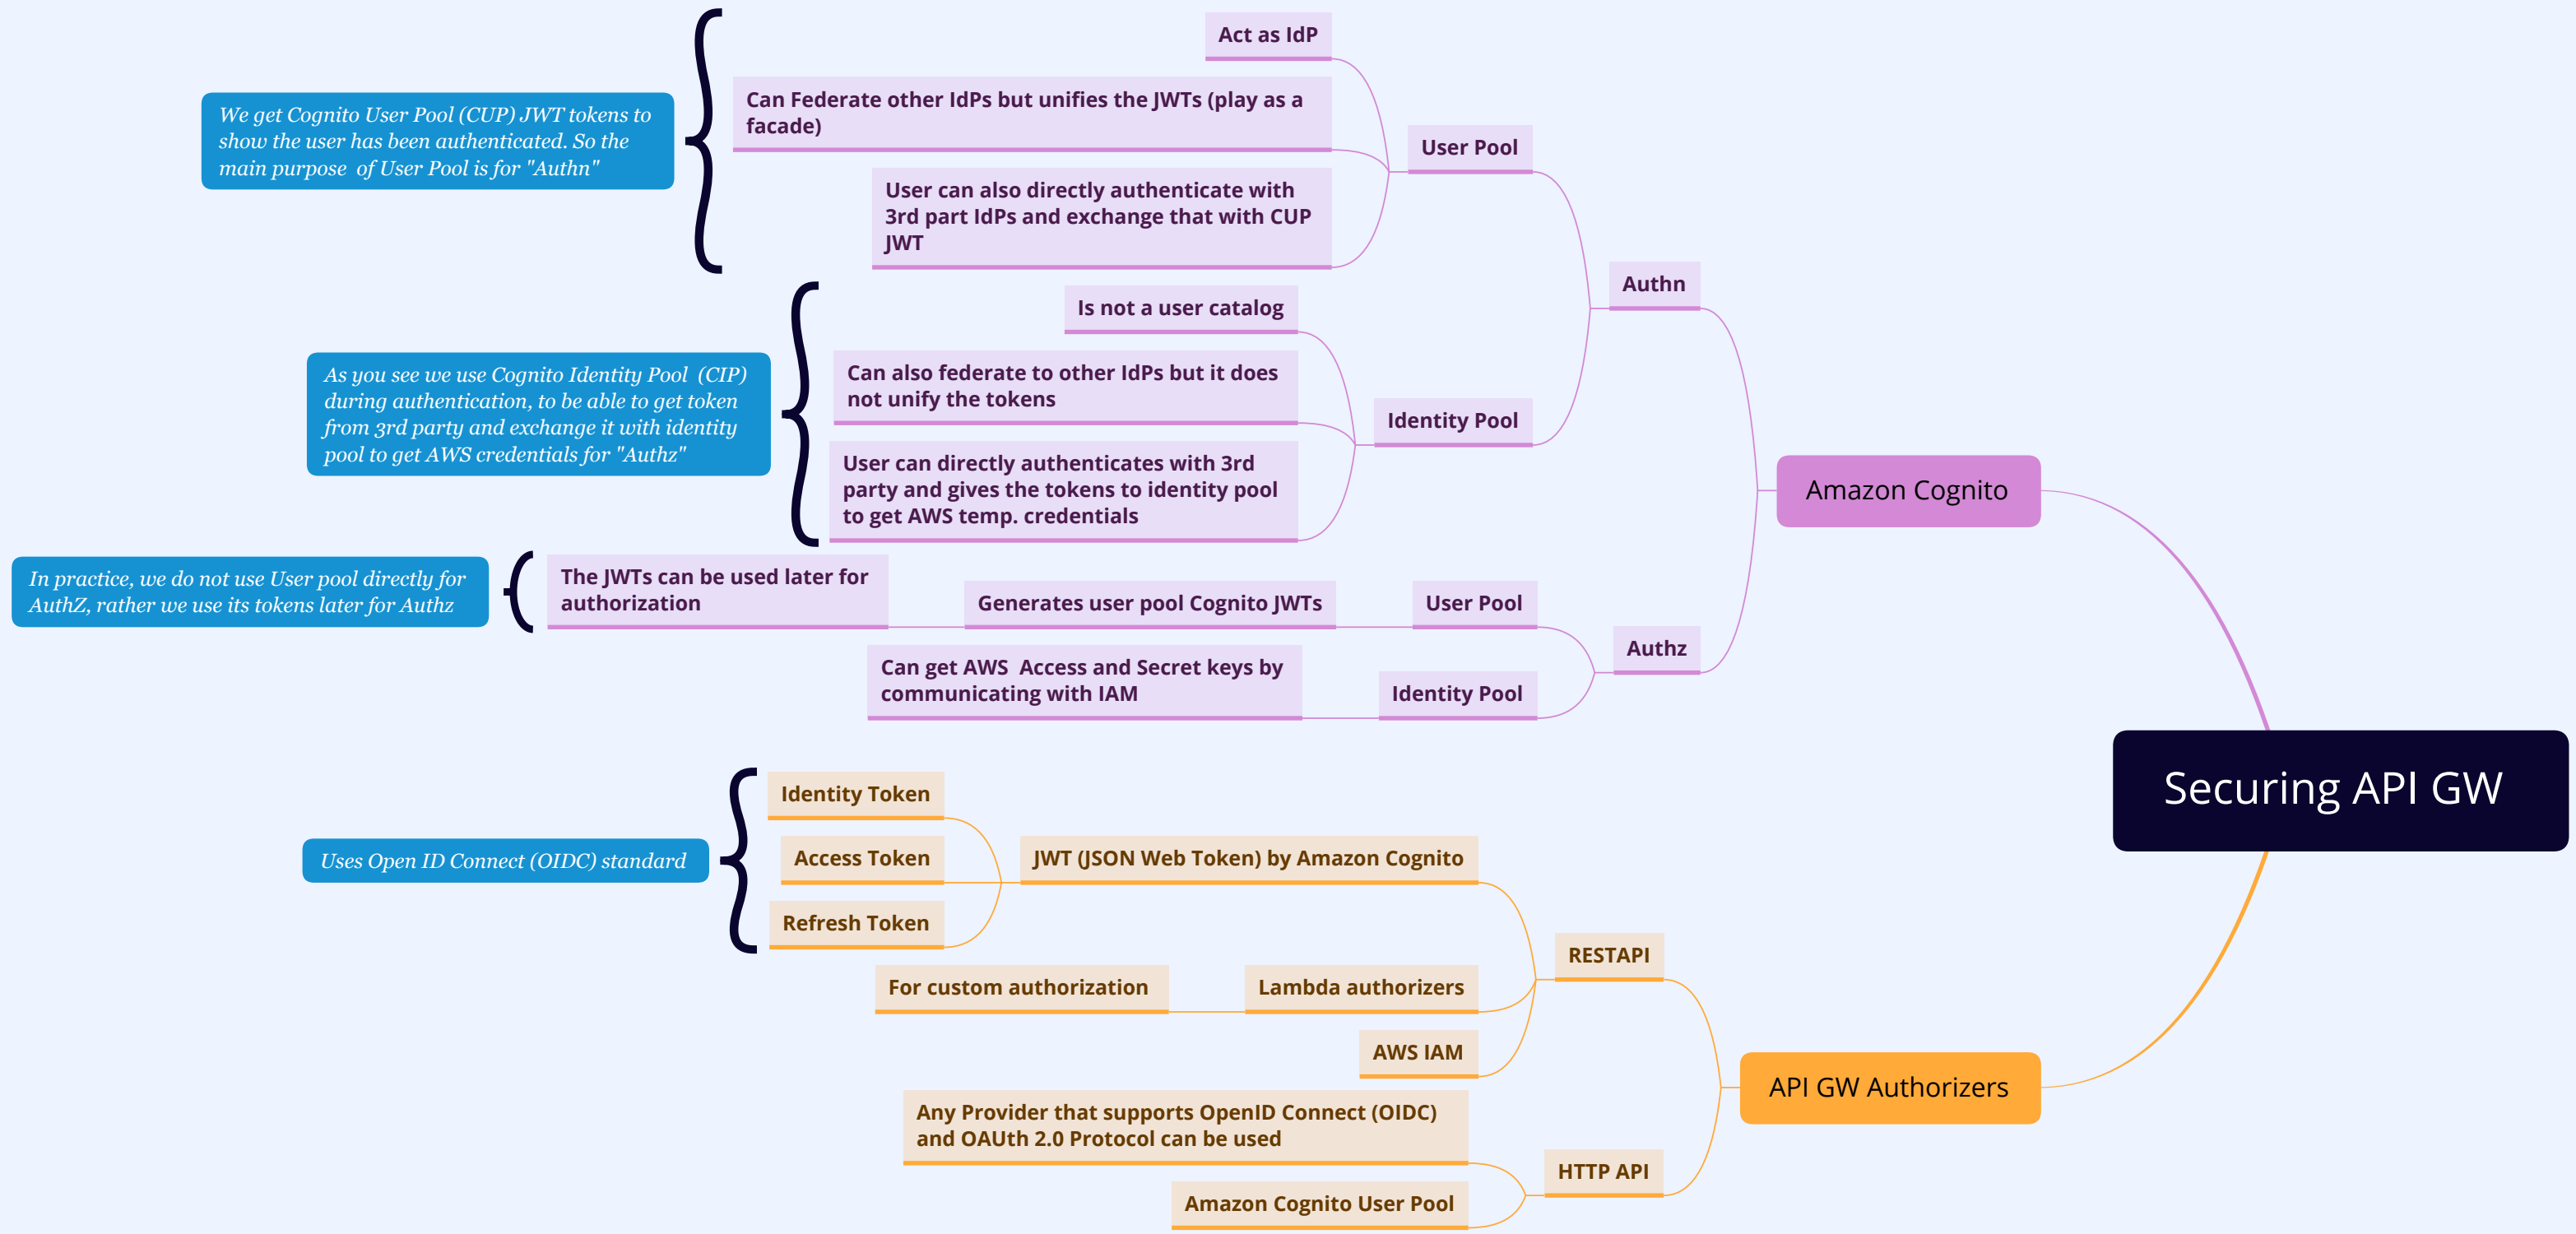 Securing API GW
Amazon Cognito
Authn
User Pool
Act as IdP
Can Federate other IdPs but unifies the JWTs (play as a
facade)
User can also directly authenticate with
3rd part IdPs and exchange that with CUP
JWT
We get Cognito User Pool (CUP) JWT tokens to
show the user has been authenticated. So the
main purpose  of User Pool is for "Authn"
Identity Pool
Is not a user catalog
Can also federate to other IdPs but it does
not unify the tokens
User can directly authenticates with 3rd
party and gives the tokens to identity pool
to get AWS temp. credentials
As you see we use Cognito Identity Pool  (CIP)
during authentication, to be able to get token
from 3rd party and exchange it with identity
pool to get AWS credentials for "Authz"
Authz
User Pool
Generates user pool Cognito JWTs
The JWTs can be used later for
authorization
In practice, we do not use User pool directly for
AuthZ, rather we use its tokens later for Authz
Identity Pool
Can get AWS  Access and Secret keys by
communicating with IAM
API GW Authorizers
RESTAPI
JWT (JSON Web Token) by Amazon Cognito
Identity Token
Access Token
Refresh Token
Uses Open ID Connect (OIDC) standard
Lambda authorizers
For custom authorization
AWS IAM
HTTP API
Any Provider that supports OpenID Connect (OIDC)
and OAUth 2.0 Protocol can be used
Amazon Cognito User Pool